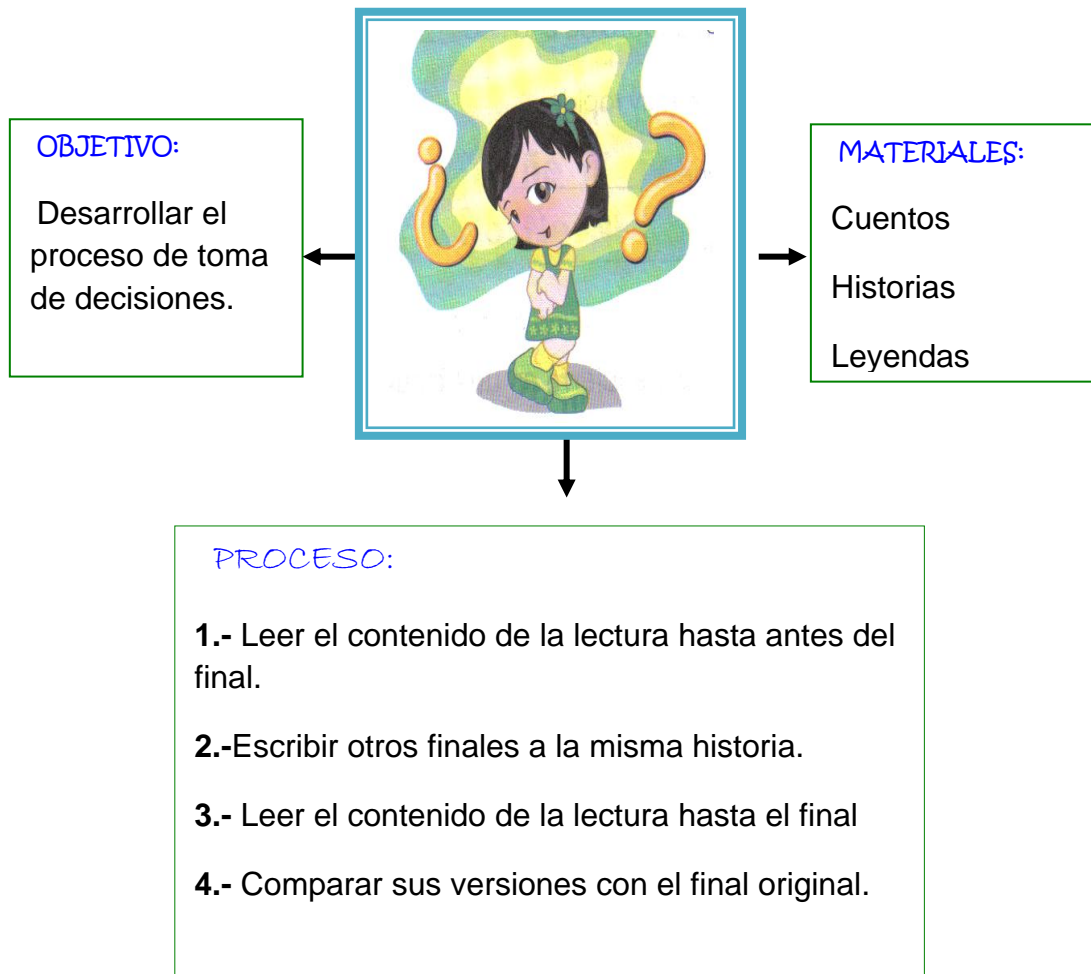 OBJETIVO:
Desarrollar el
proceso de toma
de decisiones.
¿ ?
MATERIALES:
Cuentos
Historias
Leyendas
PROCESO:
1.- Leer el contenido de la lectura hasta antes del
final.
2.-Escribir otros finales a la misma historia.
3.- Leer el contenido de la lectura hasta el final
4.- Comparar sus versiones con el final original.